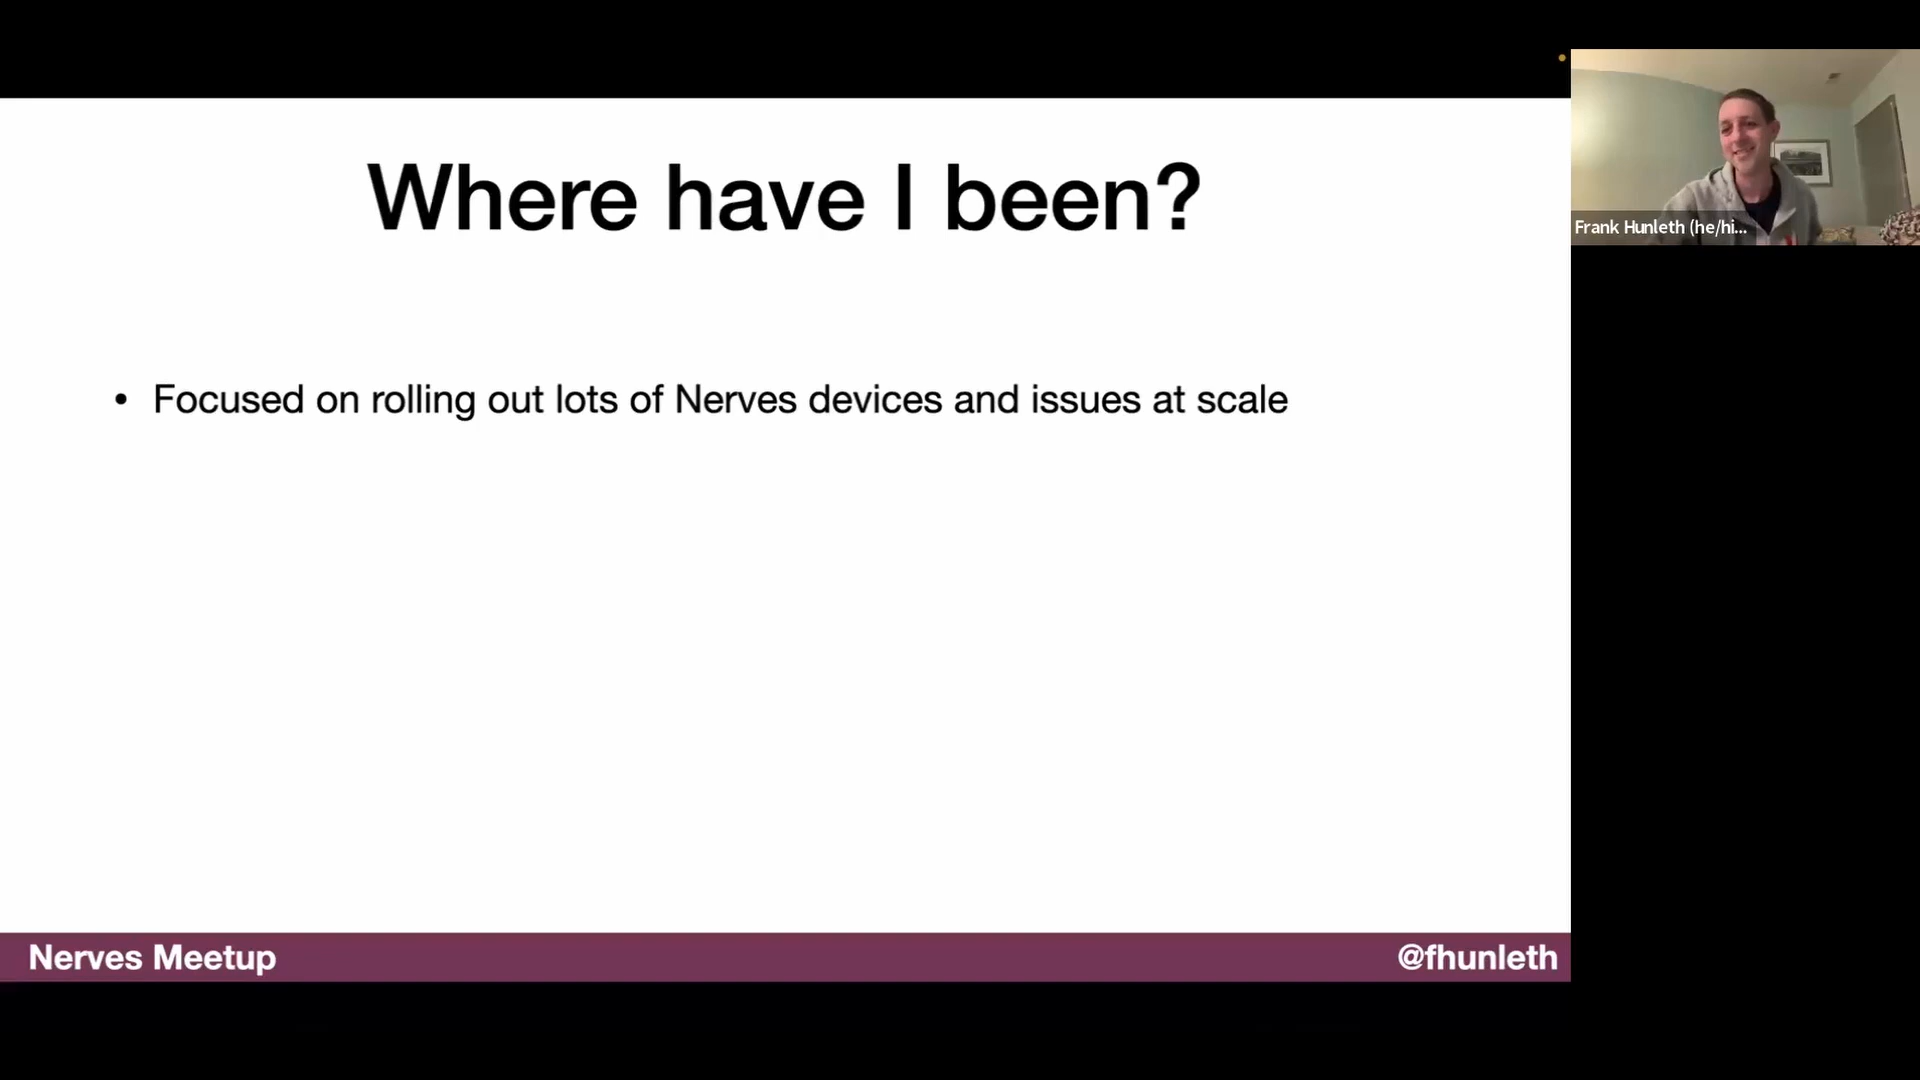 Where have I been?
Frank Hunleth (he/hi...
• Focused on rolling out lots of Nerves devices and issues at scale
Nerves Meetup
@fhunleth